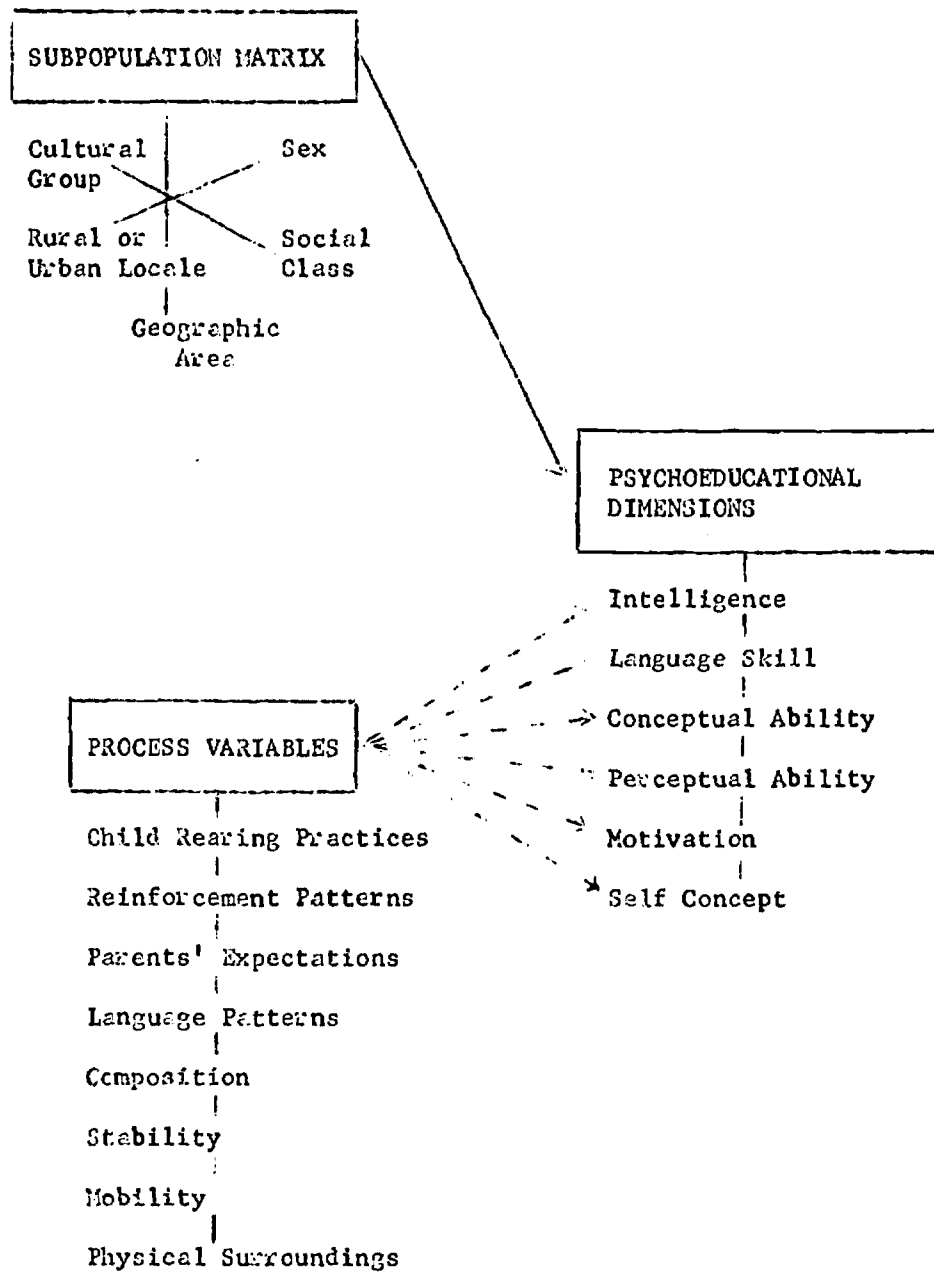 SUBPOPULATION MATRIX
Cultural
Group
Sex
Rural or
Urban Locale
Social
Class
Geographic
Area
PSYCHOEDUCATIONAL
DIMENSIONS
Intelligence
Language Skill
Conceptual Ability
Perceptual Ability
Motivation
Self Concept
PROCESS VARIABLES
Child Rearing Practices
Reinforcement Patterns
Parents' Expectations
Language Patterns
Composition
Stability
Mobility
Physical Surroundings